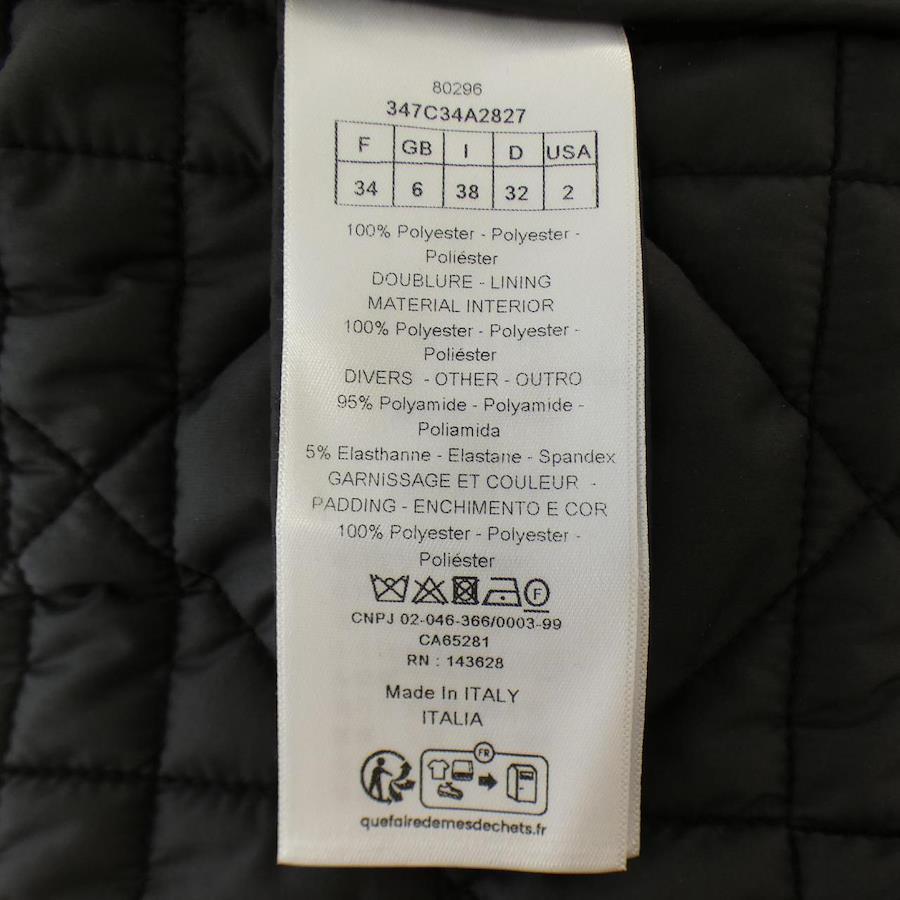 80296
347C34A2827
F GB I D USA
34 6 38 32 2
100% Polyester - Polyester -
Poliéster
DOUBLURE - LINING
MATERIAL INTERIOR
100% Polyester - Polyester -
Poliéster
DIVERS - OTHER - OUTRO
95% Polyamide - Polyamide -
Poliamida
5% Elasthanne - Elastane - Spandex
GARNISSAGE ET COULEUR -
PADDING - ENCHIMENTO E COR
100% Polyester - Polyester -
Poliéster
F
CNPJ 02-046-366/0003-99
CA65281
RN : 143628
Made In ITALY
ITALIA
FR
quefairedemesdechets.fr